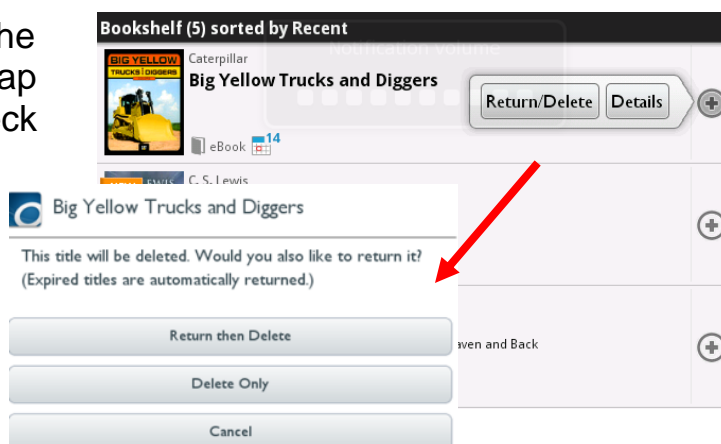 he
ap
ck
Bookshelf (5) sorted by Recent
Notification volume
BIG YELLOW
TRUCKS DIGGERS
Caterpillar
Big Yellow Trucks and Diggers
Return/Delete
Details
eBook 14
C. S. Lewis
Big Yellow Trucks and Diggers
This title will be deleted. Would you also like to return it?
(Expired titles are automatically returned.)
Return then Delete
aven and Back
Delete Only
Cancel